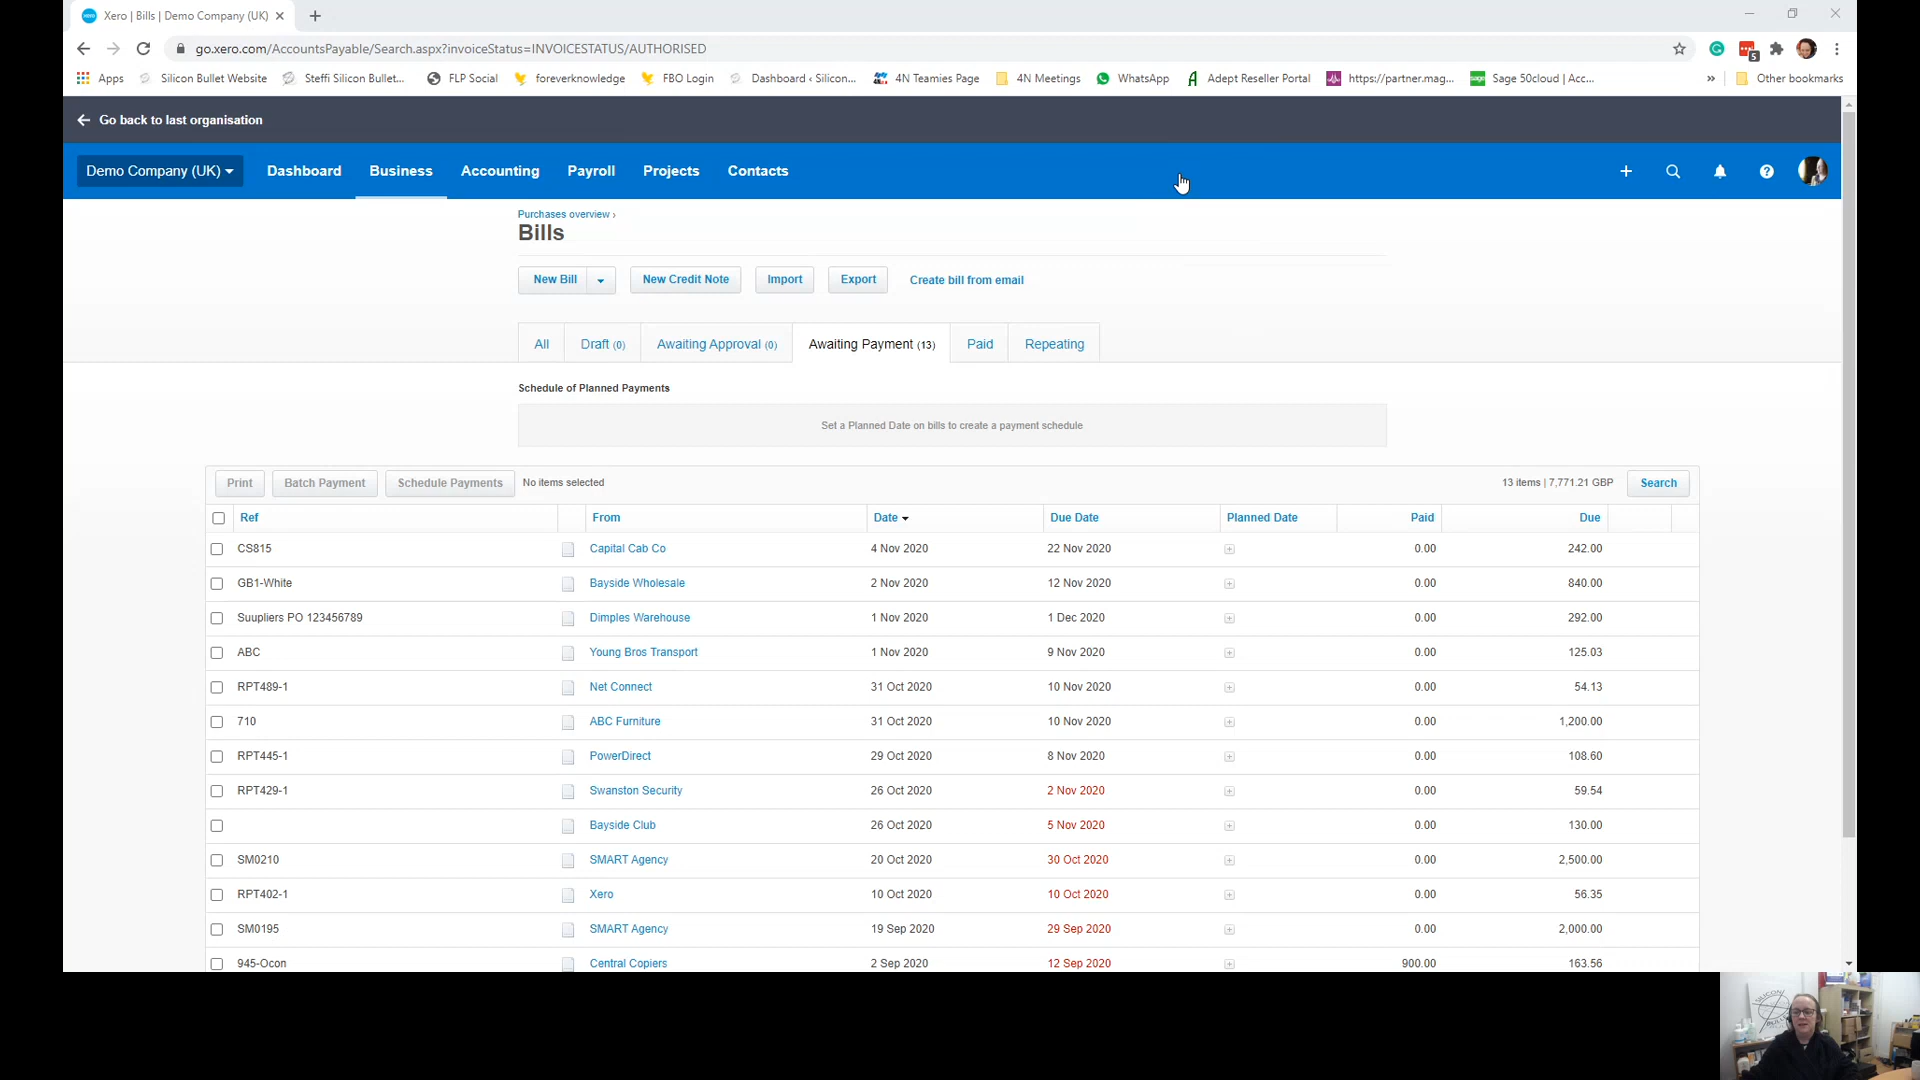 Xero | Bills | Demo Company (UK)
go.xero.com/AccountsPayable/Search.aspx?invoiceStatus=INVOICESTATUS/AUTHORISED
5
Apps Silicon Bullet Website Steffi Silicon Bullet... FLP Social foreverknowledge FBO Login Dashboard ‹ Silicon... 4N Teamies Page 4N Meetings WhatsApp Adept Reseller Portal https://partner.mag... Sage 50cloud | Acc... » Other bookmarks
Go back to last organisation
Demo Company (UK) Dashboard Business Accounting Payroll Projects Contacts
Purchases overview ›
Bills
New Bill New Credit Note Import Export Create bill from email
All Draft (0) Awaiting Approval (0) Awaiting Payment (13) Paid Repeating
Schedule of Planned Payments
Set a Planned Date on bills to create a payment schedule
Print Batch Payment Schedule Payments No items selected 13 items | 7,771.21 GBP Search
Ref From Date Due Date Planned Date Paid Due
CS815 Capital Cab Co 4 Nov 2020 22 Nov 2020 0.00 242.00
GB1-White Bayside Wholesale 2 Nov 2020 12 Nov 2020 0.00 840.00
Suupliers PO 123456789 Dimples Warehouse 1 Nov 2020 1 Dec 2020 0.00 292.00
ABC Young Bros Transport 1 Nov 2020 9 Nov 2020 0.00 125.03
RPT489-1 Net Connect 31 Oct 2020 10 Nov 2020 0.00 54.13
710 ABC Furniture 31 Oct 2020 10 Nov 2020 0.00 1,200.00
RPT445-1 PowerDirect 29 Oct 2020 8 Nov 2020 0.00 108.60
RPT429-1 Swanston Security 26 Oct 2020 2 Nov 2020 0.00 59.54
Bayside Club 26 Oct 2020 5 Nov 2020 0.00 130.00
SM0210 SMART Agency 20 Oct 2020 30 Oct 2020 0.00 2,500.00
RPT402-1 Xero 10 Oct 2020 10 Oct 2020 0.00 56.35
SM0195 SMART Agency 19 Sep 2020 29 Sep 2020 0.00 2,000.00
945-Ocon Central Copiers 2 Sep 2020 12 Sep 2020 900.00 163.56
SILICON